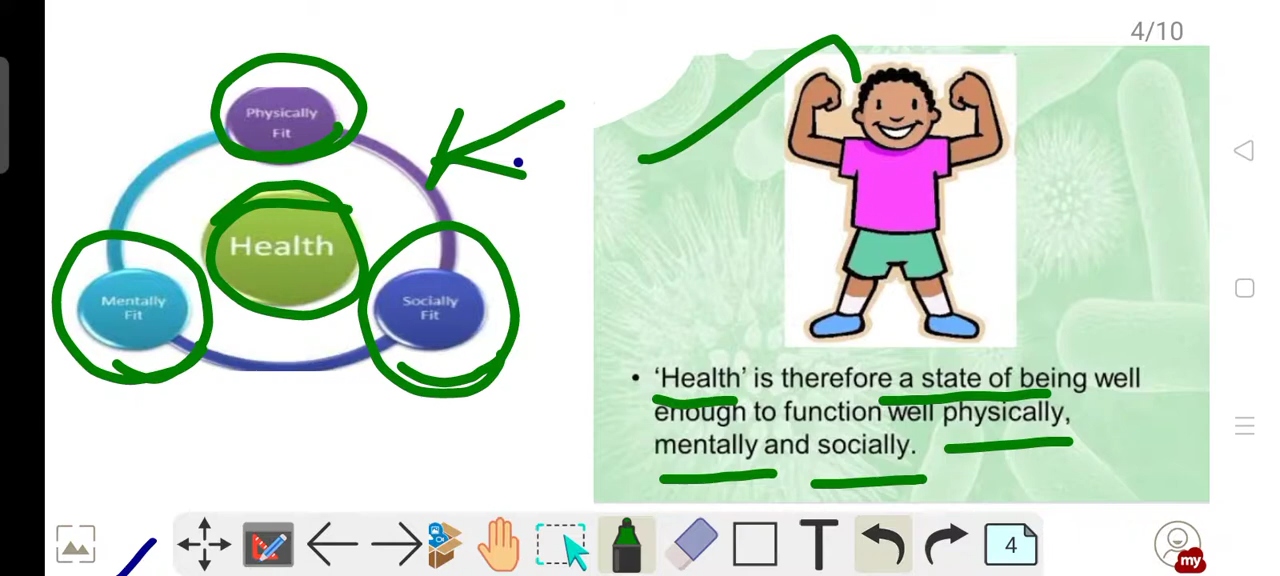 4/10
Physically
Fit
Health
Mentally
Fit
Socially
Fit
• ‘Health’ is therefore a state of being well
enough to function well physically,
mentally and socially.
T
4
my